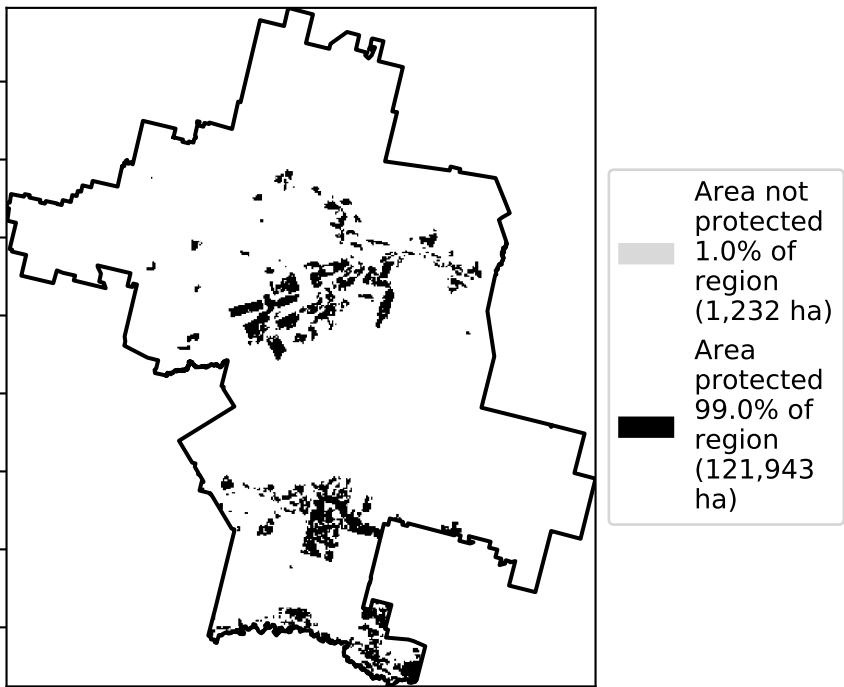 Area not
protected
1.0% of
region
(1,232 ha)
Area
protected
99.0% of
region
(121,943
ha)